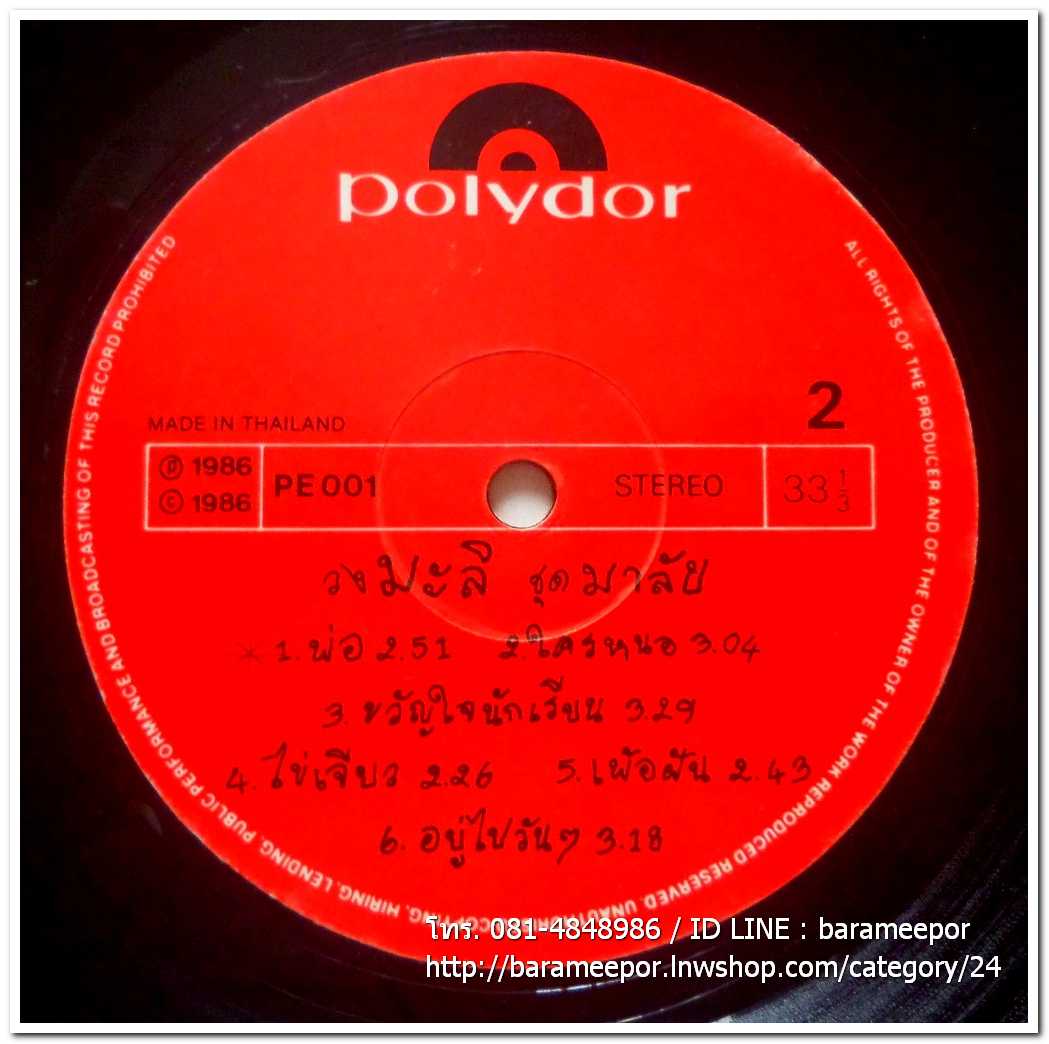 polydor
ALL RIGHTS OF THE PRODUCER AND OF THE OWNER OF THE WORK REPRODUCED RESERVED. COPYING, HIRING, LENDING, PUBLIC PERFORMANCE AND BROADCASTING OF THIS RECORD PROHIBITED
2
MADE IN THAILAND
℗ 1986 PE 001 STEREO 33 1/3
© 1986
วงมะลิ ชุด มาลัย
1. พ่อ 2.51 2. ใครหนอ 3.04
3. ขวัญใจนักเรียน 3.29
4. ไข่เจียว 2.26 5. เพ้อฝัน 2.43
6. อยู่ไปวันๆ 3.18
โทร. 081-4848986 / ID LINE : barameepor
http://barameepor.lnwshop.com/category/24